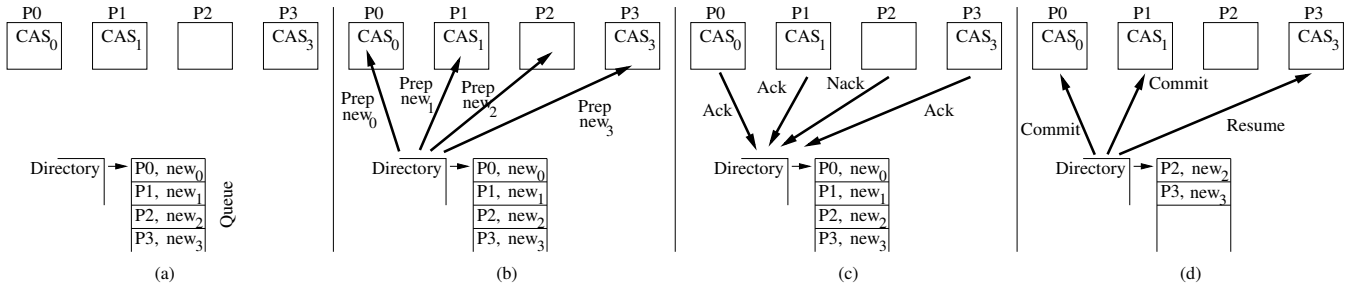 P0 P1 P2 P3
CAS0 CAS1 CAS3
Directory
P0, new0
P1, new1
P2, new2
P3, new3
Queue
(a)
P0 P1 P2 P3
CAS0 CAS1 CAS3
Prep new0
Prep new1
Prep new2
Prep new3
Directory
P0, new0
P1, new1
P2, new2
P3, new3
(b)
P0 P1 P2 P3
CAS0 CAS1 CAS3
Ack
Ack
Nack
Ack
Directory
P0, new0
P1, new1
P2, new2
P3, new3
(c)
P0 P1 P2 P3
CAS0 CAS1 CAS3
Commit
Commit
Resume
Directory
P2, new2
P3, new3
(d)